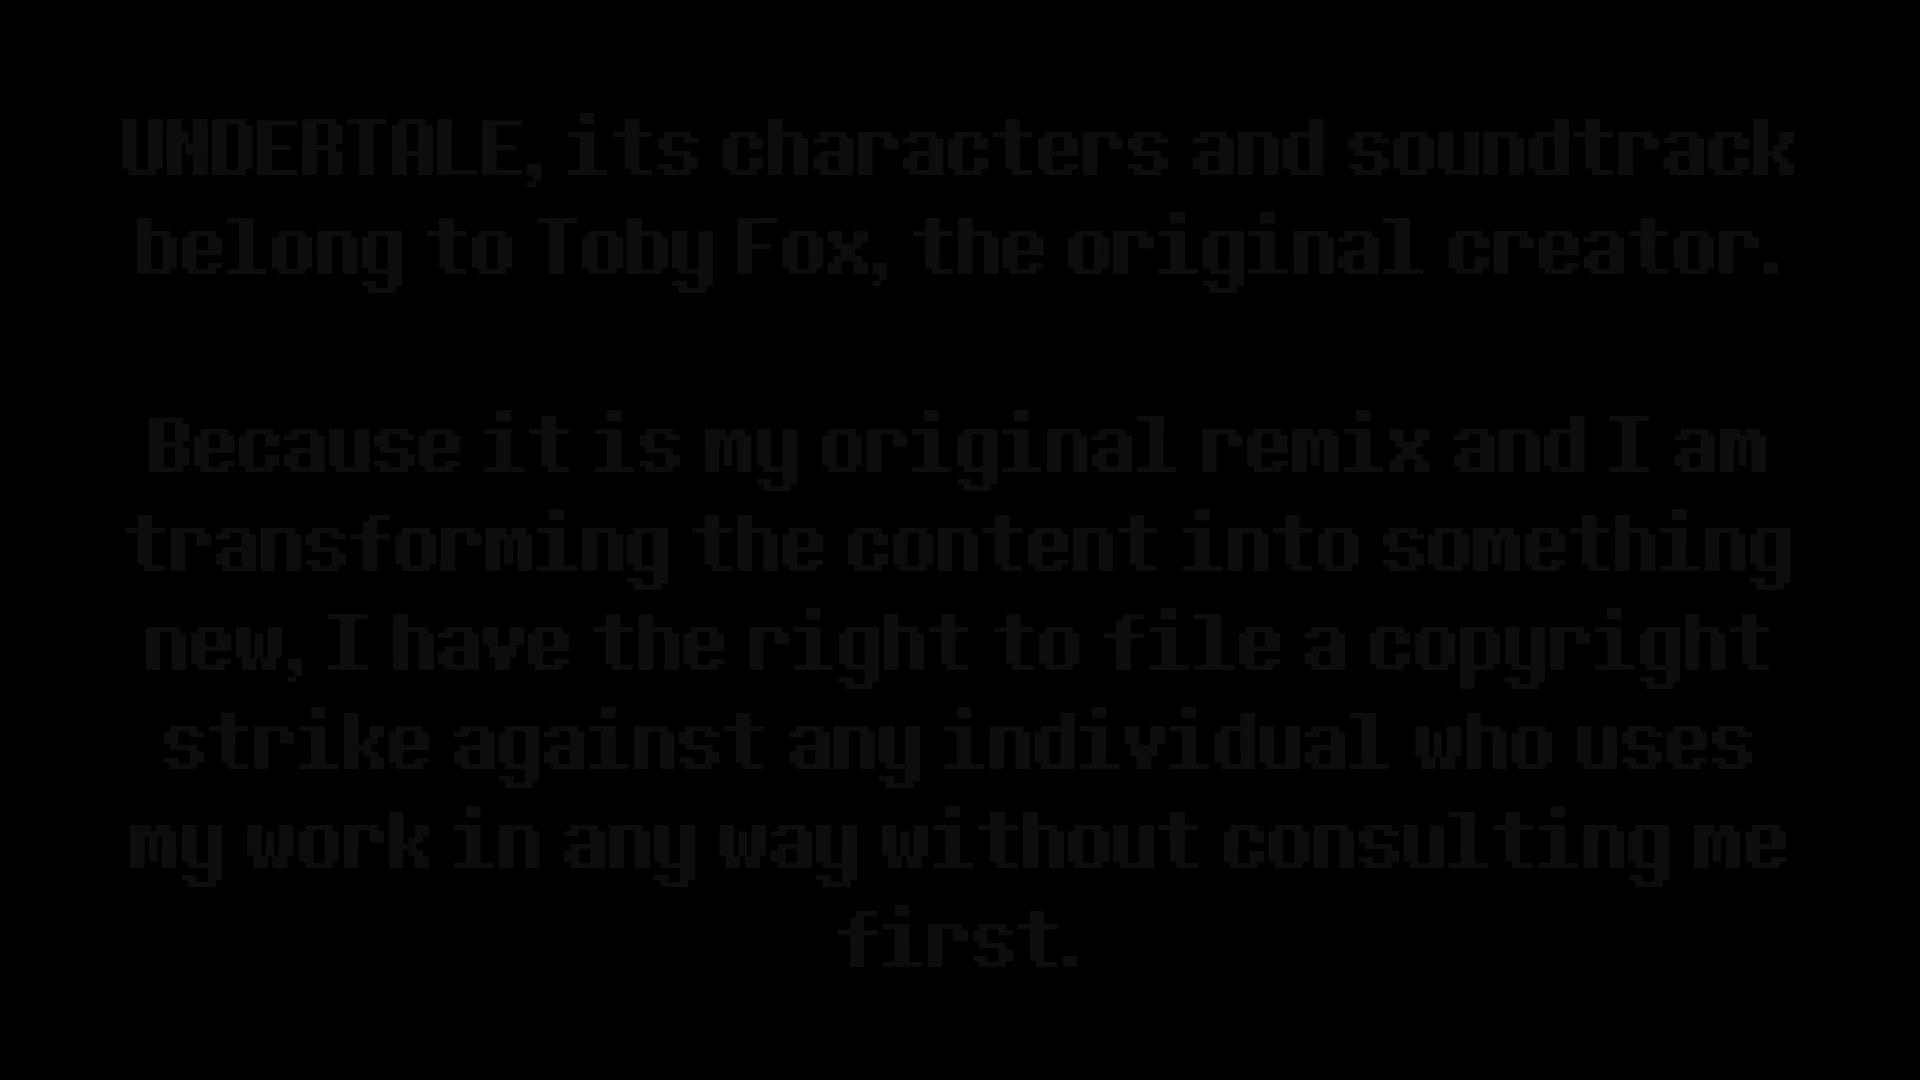 UNDERTALE, its characters and soundtrack
belong to Toby Fox, the original creator.
Because it is my original remix and I am
transforming the content into something
new, I have the right to file a copyright
strike against any individual who uses
my work in any way without consulting me
first.